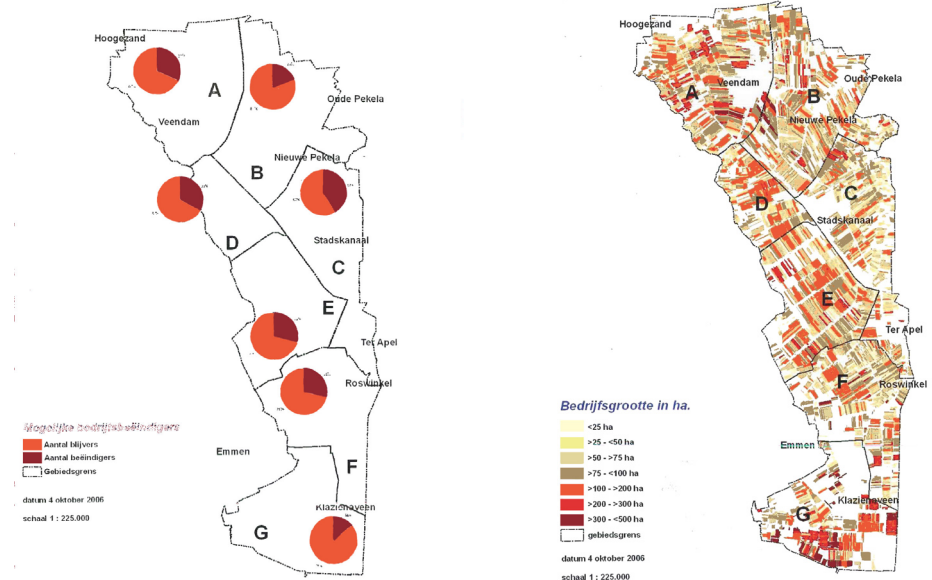 Hoogezand
A
Veendam
Oude Pekela
Nieuwe Pekela
B
D
Stadskanaal
C
E
Ter Apel
Roswinkel
Emmen
F
Klazienaveen
G
Mogelijke bedrijfsbeëindigers
Aantal blijvers
Aantal beëindigers
Gebiedsgrens
datum 4 oktober 2006
schaal 1 : 225.000
Hoogezand
Veendam
Oude Pekela
A
B
Nieuwe Pekela
C
D
Stadskanaal
E
Ter Apel
F
Roswinkel
Emmen
Klazienaveen
G
Bedrijfsgrootte in ha.
<25 ha
>25 - <50 ha
>50 - >75 ha
>75 - <100 ha
>100 - >200 ha
>200 - >300 ha
>300 - <500 ha
gebiedsgrens
datum 4 oktober 2006
schaal 1 : 225.000